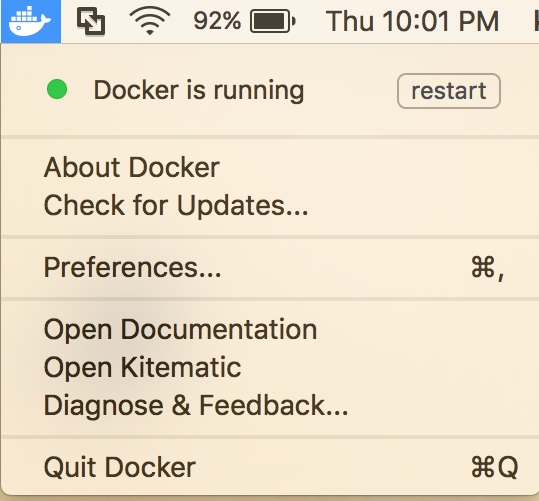 92% Thu 10:01 PM
Docker is running restart
About Docker
Check for Updates...
Preferences... ⌘,
Open Documentation
Open Kitematic
Diagnose & Feedback...
Quit Docker ⌘Q